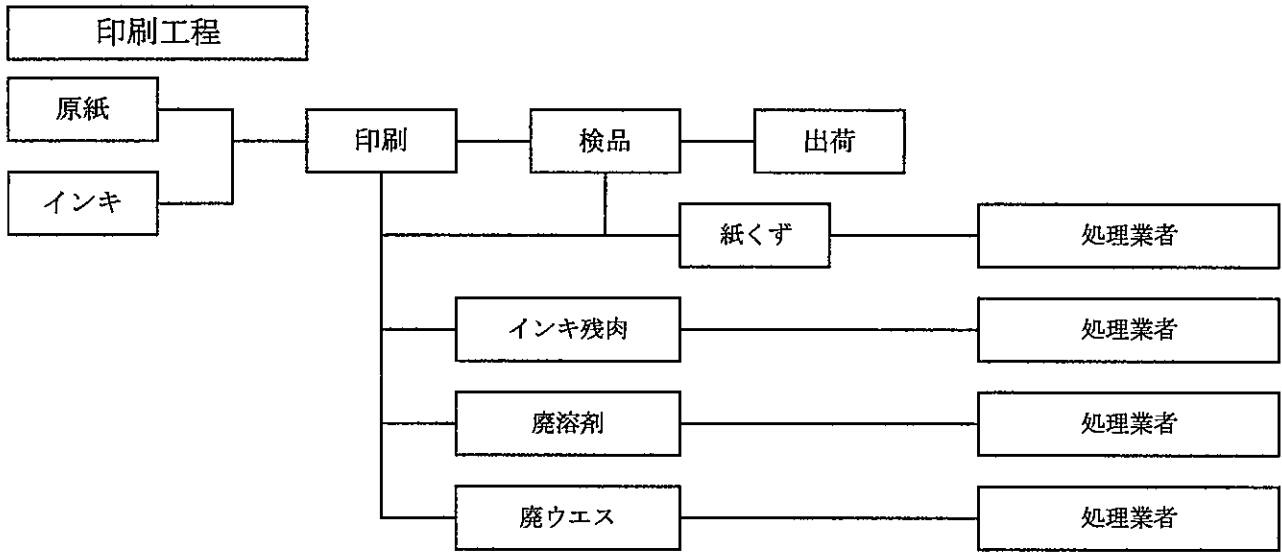 印刷工程
原紙
インキ
印刷
検品
出荷
紙くず
処理業者
インキ残肉
処理業者
廃溶剤
処理業者
廃ウエス
処理業者